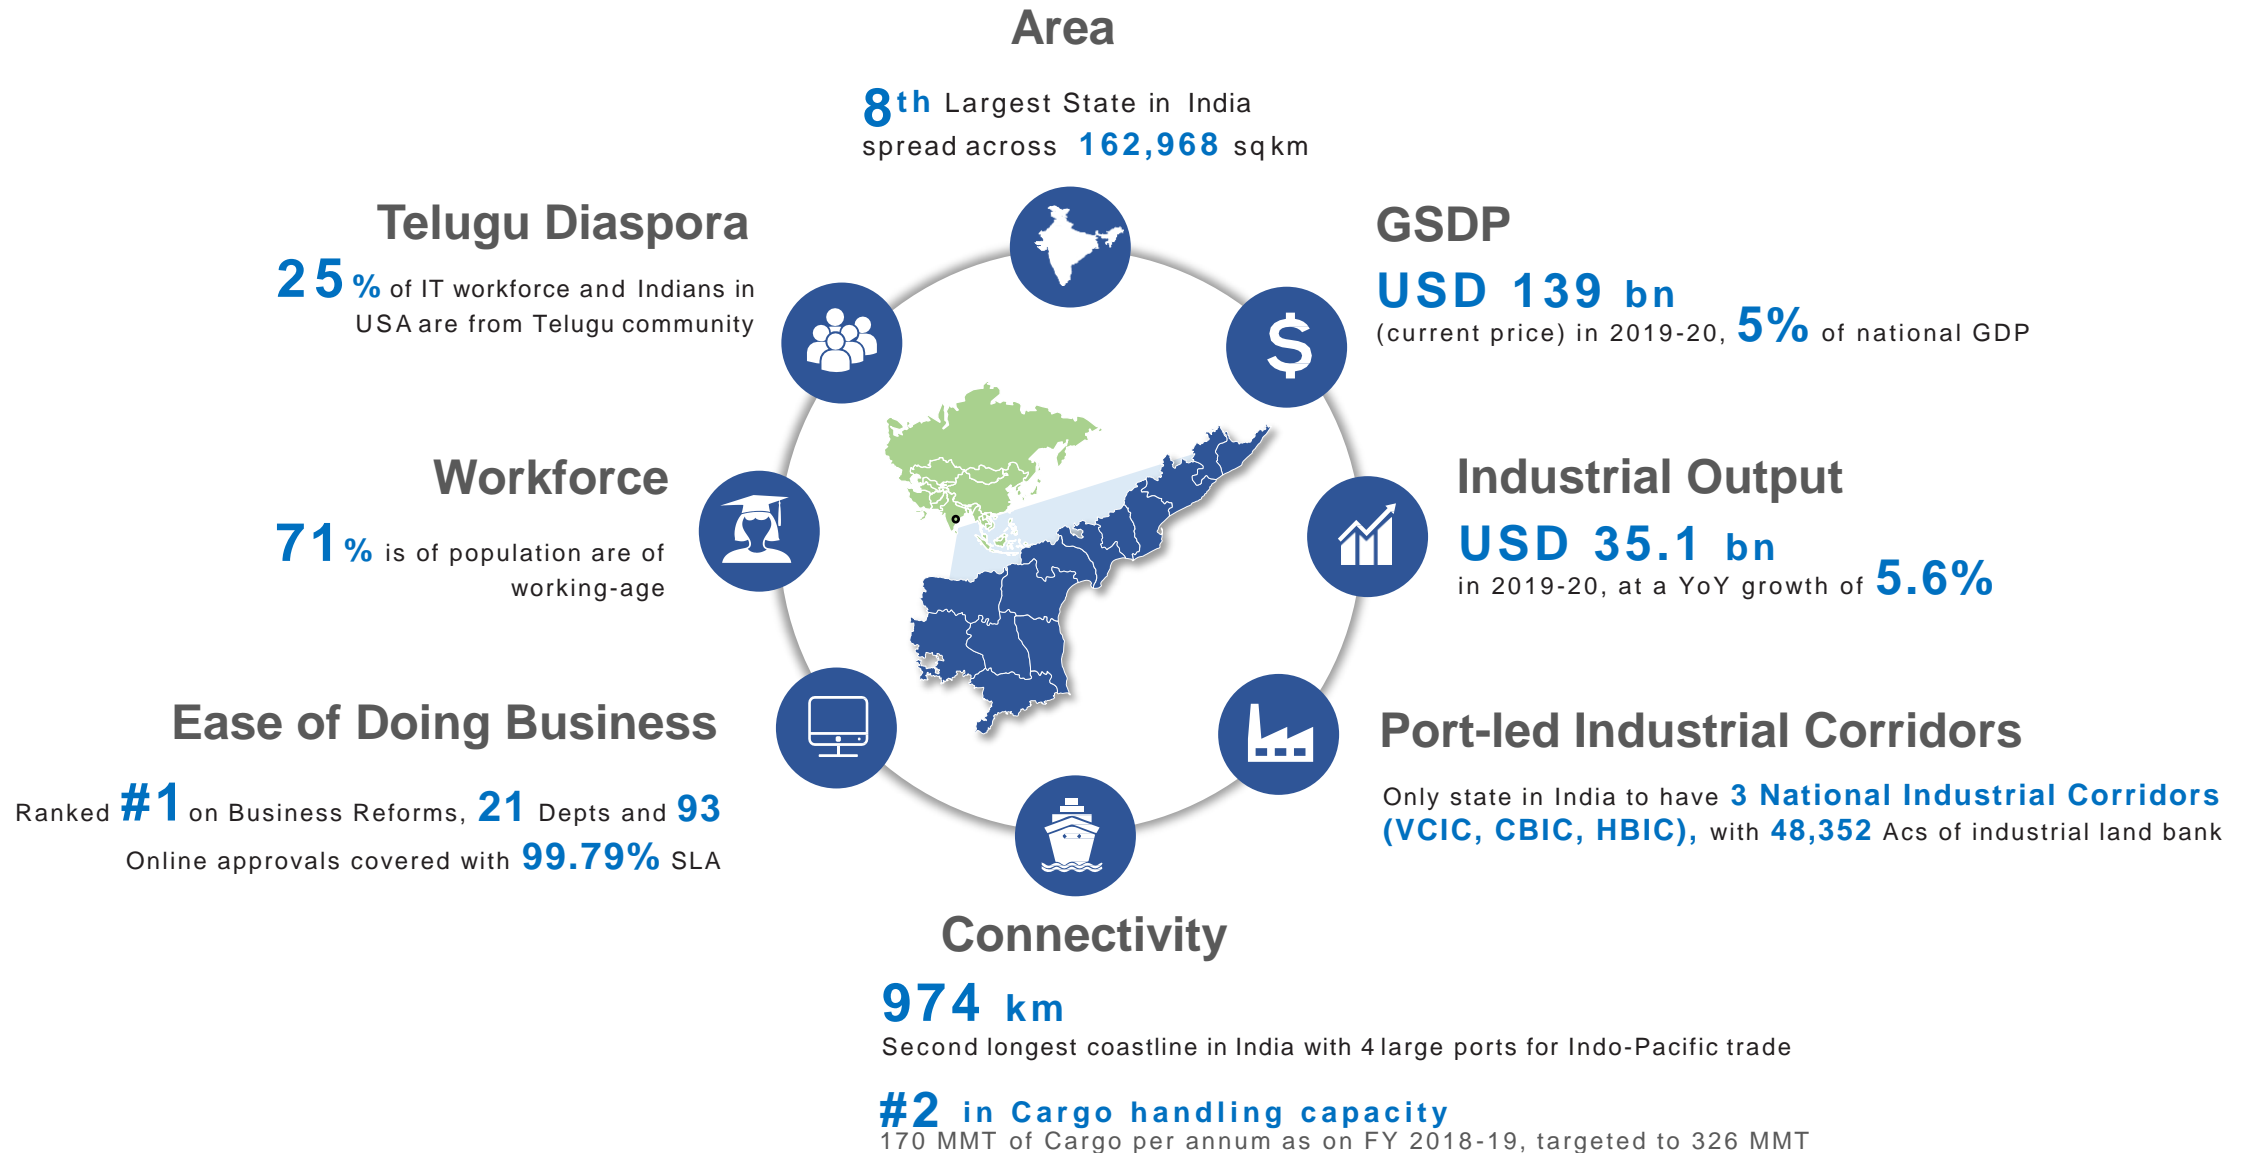 Area
8th Largest State in India
spread across 162,968 sq km
Telugu Diaspora
25% of IT workforce and Indians in
USA are from Telugu community
GSDP
USD 139 bn
(current price) in 2019-20, 5% of national GDP
Workforce
71% is of population are of
working-age
Industrial Output
USD 35.1 bn
in 2019-20, at a YoY growth of 5.6%
Ease of Doing Business
Ranked #1 on Business Reforms, 21 Depts and 93
Online approvals covered with 99.79% SLA
Port-led Industrial Corridors
Only state in India to have 3 National Industrial Corridors
(VCIC, CBIC, HBIC), with 48,352 Acs of industrial land bank
Connectivity
974 km
Second longest coastline in India with 4 large ports for Indo-Pacific trade
#2 in Cargo handling capacity
170 MMT of Cargo per annum as on FY 2018-19, targeted to 326 MMT
$